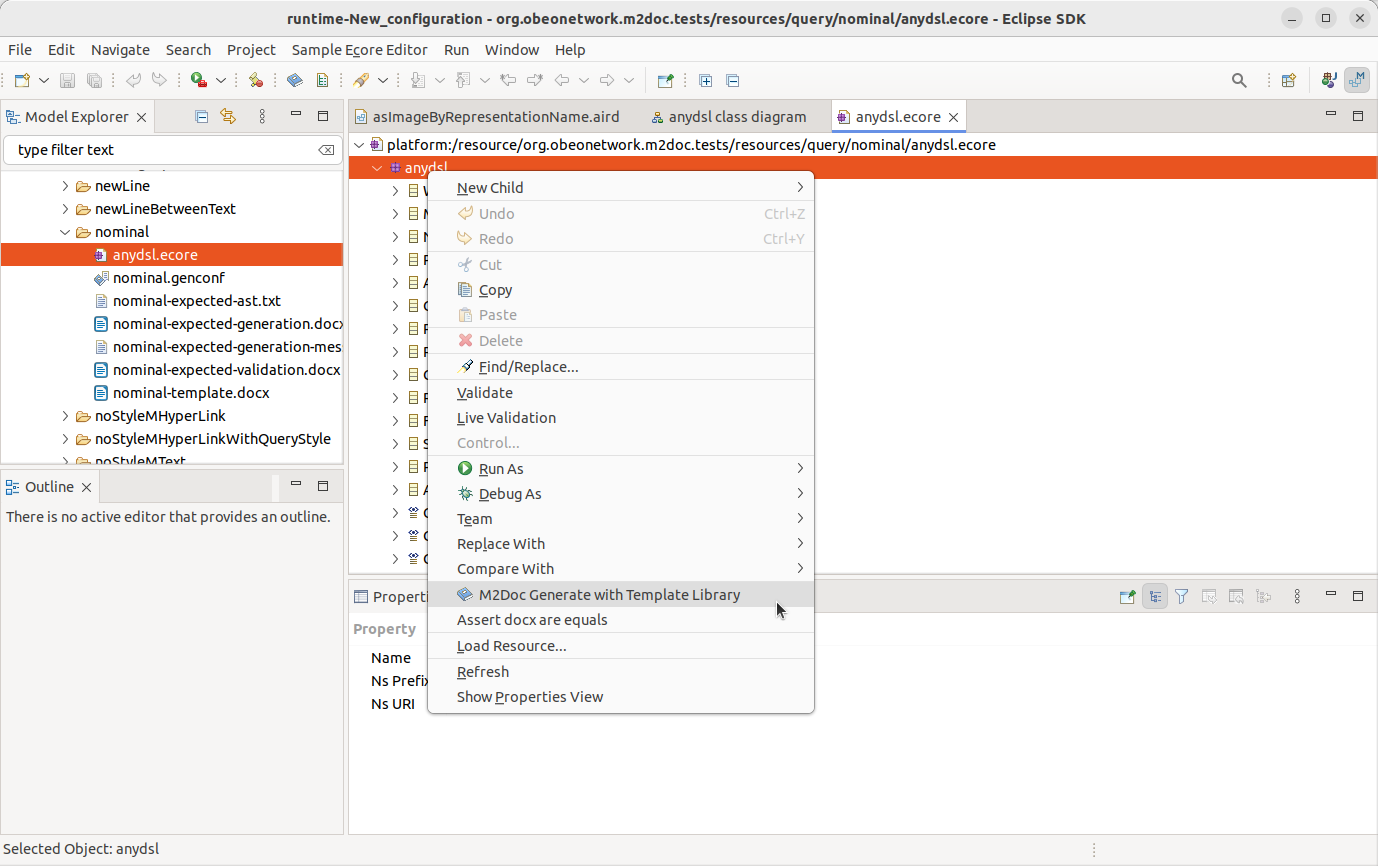 runtime-New_configuration - org.obeonetwork.m2doc.tests/resources/query/nominal/anydsl.ecore - Eclipse SDK
File Edit Navigate Search Project Sample Ecore Editor Run Window Help
Model Explorer
type filter text
newLine
newLineBetweenText
nominal
anydsl.ecore
nominal.genconf
nominal-expected-ast.txt
nominal-expected-generation.docx
nominal-expected-generation-mes
nominal-expected-validation.docx
nominal-template.docx
noStyleMHyperLink
noStyleMHyperLinkWithQueryStyle
noStyleMText
Outline
There is no active editor that provides an outline.
asImageByRepresentationName.aird
anydsl class diagram
anydsl.ecore
platform:/resource/org.obeonetwork.m2doc.tests/resources/query/nominal/anydsl.ecore
anydsl
New Child
Undo Ctrl+Z
Redo Ctrl+Y
Cut
Copy
Paste
Delete
Find/Replace...
Validate
Live Validation
Control...
Run As
Debug As
Team
Replace With
Compare With
M2Doc Generate with Template Library
Assert docx are equals
Load Resource...
Refresh
Show Properties View
Properti
Property
Name
Ns Prefix
Ns URI
Selected Object: anydsl